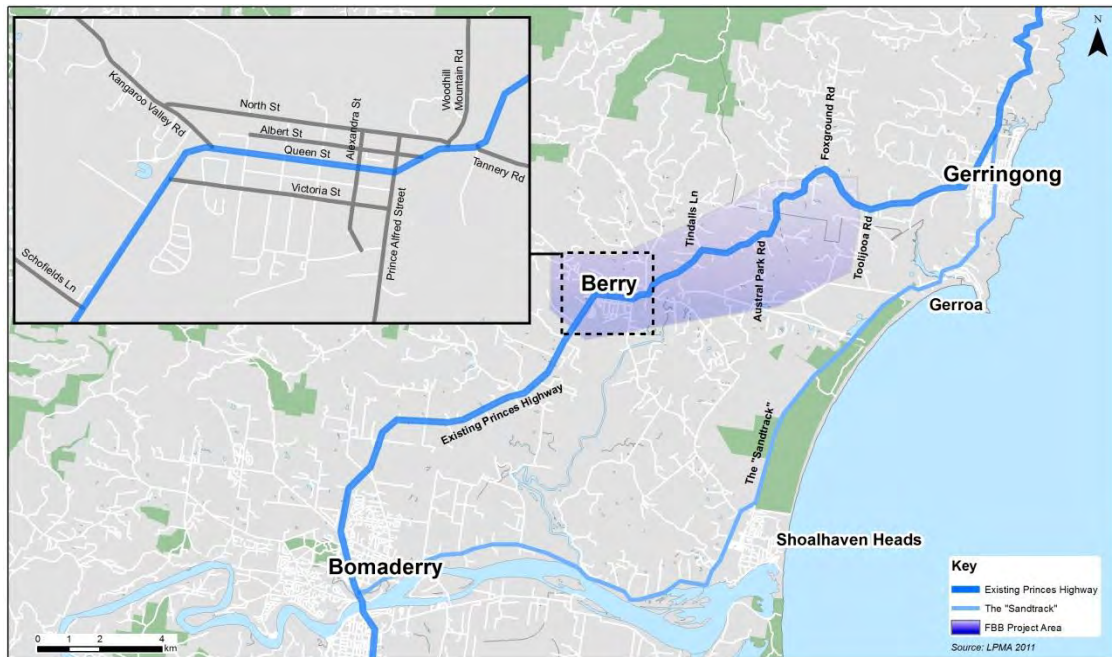 Kangaroo Valley Rd
North St
Albert St
Queen St
Victoria St
Alexandra St
Prince Alfred Street
Woodhill
Mountain Rd
Tannery Rd
Schofields Ln
N
Foxground Rd
Gerringong
Tindalls Ln
Austral Park Rd
Toolijooa Rd
Berry
Gerroa
Existing Princes Highway
The "Sandtrack"
Shoalhaven Heads
Bomaderry
Key
Existing Princes Highway
The "Sandtrack"
FBB Project Area
Source: LPMA 2011
0 1 2 4
km